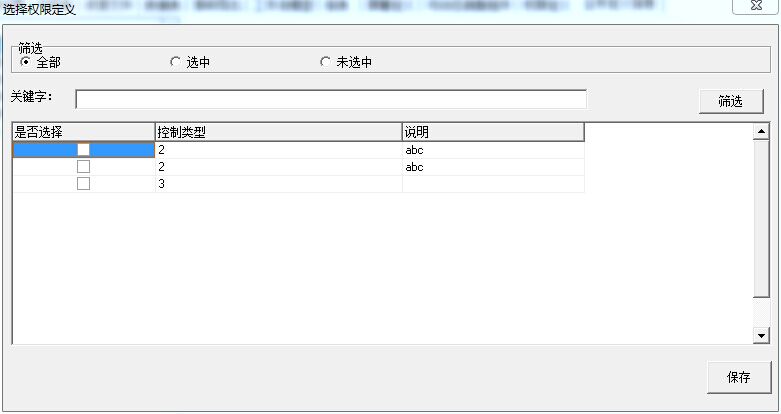 选择权限定义
筛选
全部 选中 未选中
关键字: 筛选
是否选择 控制类型 说明
2 abc
2 abc
3
保存